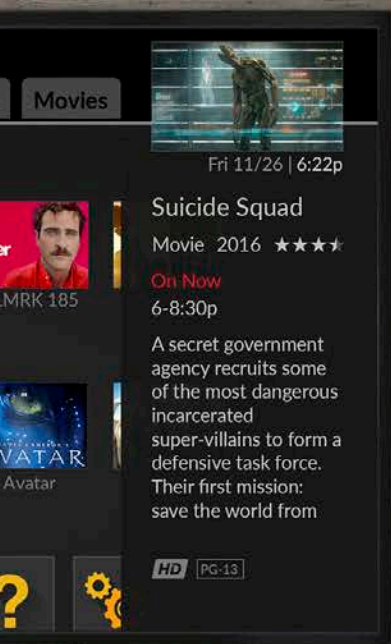 Movies
Fri 11/26 | 6:22p
Suicide Squad
Movie 2016
On Now
6-8:30p
A secret government
agency recruits some
of the most dangerous
incarcerated
super-villains to form a
defensive task force.
Their first mission:
save the world from
HD PG-13
er
LMRK 185
VATAR
Avatar
?